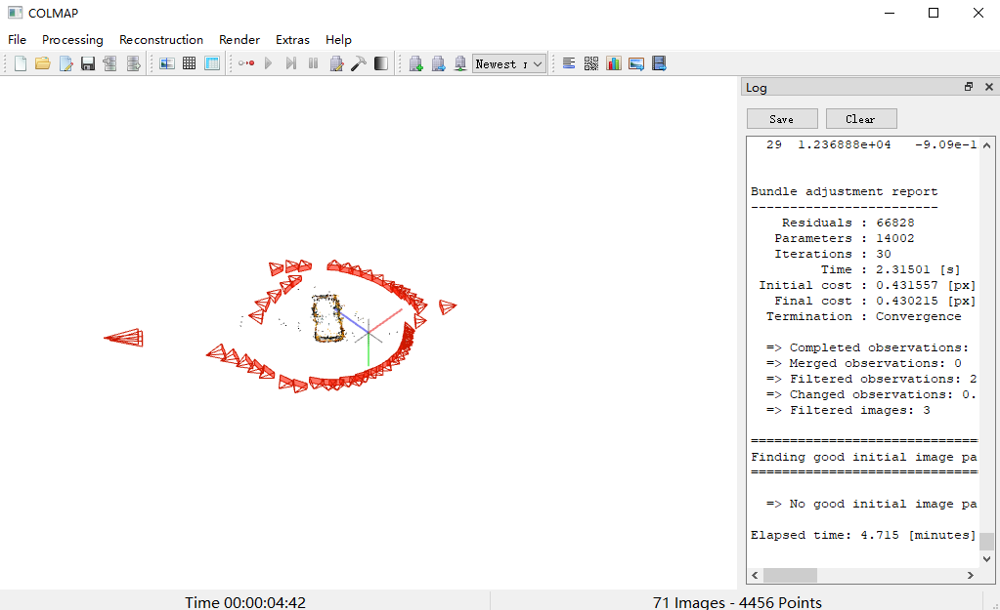 COLMAP
File Processing Reconstruction Render Extras Help
Newest
Log
Save Clear
29 1.236888e+04 -9.09e-1
Bundle adjustment report
------------------------
Residuals : 66828
Parameters : 14002
Iterations : 30
Time : 2.31501 [s]
Initial cost : 0.431557 [px]
Final cost : 0.430215 [px]
Termination : Convergence
=> Completed observations:
=> Merged observations: 0
=> Filtered observations: 2
=> Changed observations: 0.
=> Filtered images: 3
==============================
Finding good initial image pa
==============================
=> No good initial image pa
Elapsed time: 4.715 [minutes]
Time 00:00:04:42
71 Images - 4456 Points